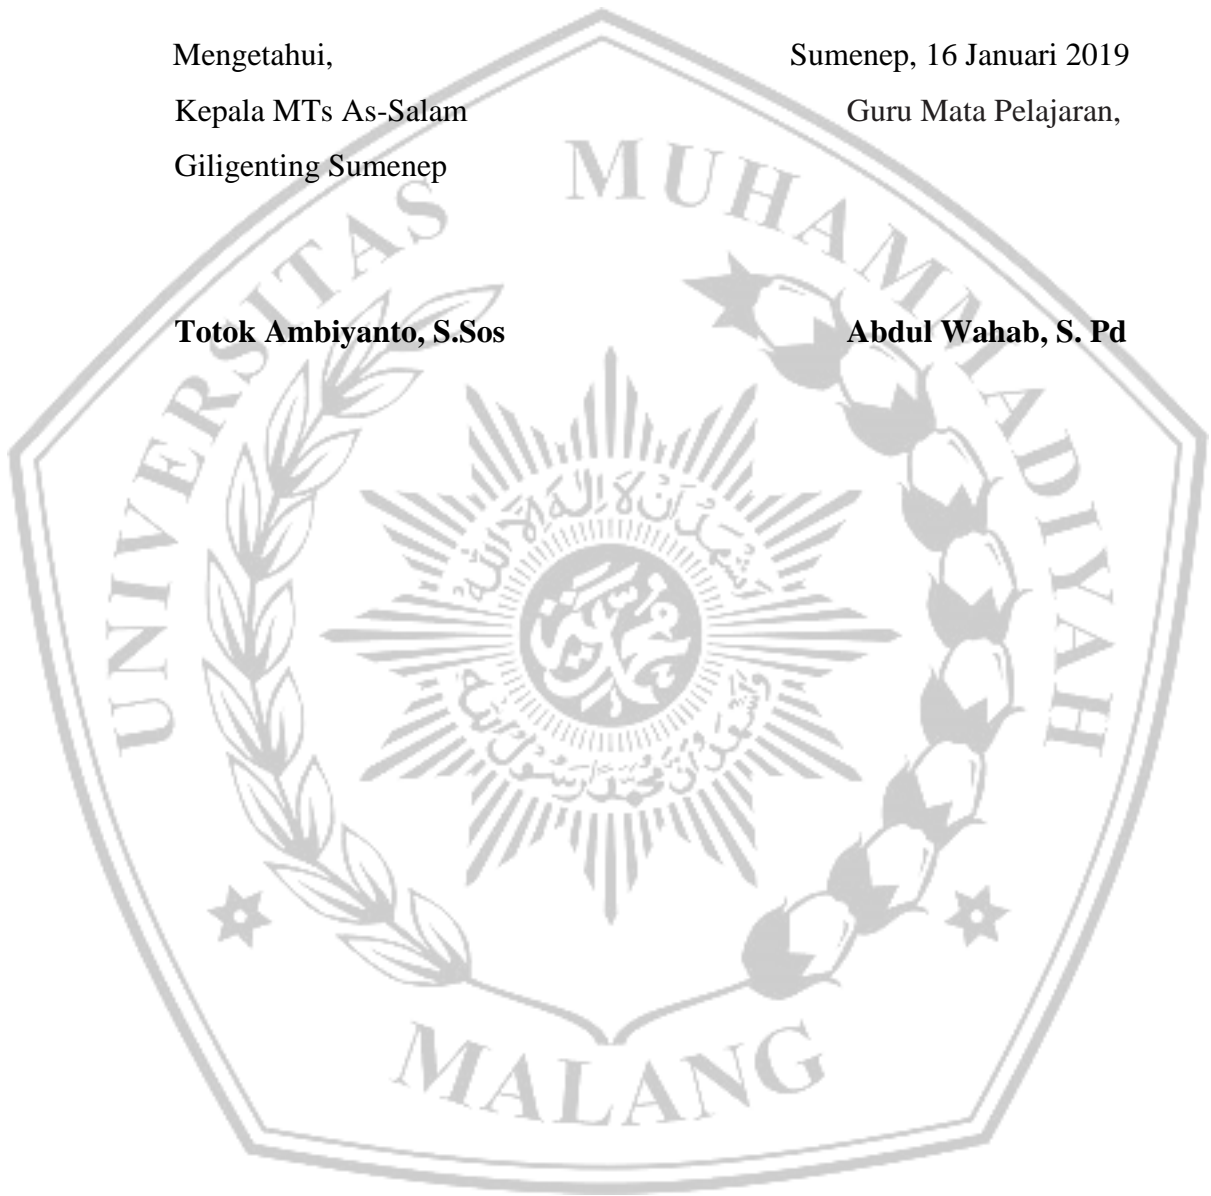 Mengetahui, Sumenep, 16 Januari 2019
Kepala MTs As-Salam Guru Mata Pelajaran,
Giligenting Sumenep
Totok Ambiyanto, S.Sos Abdul Wahab, S. Pd
UNIVERSITAS MUHAMMADIYAH
MALANG